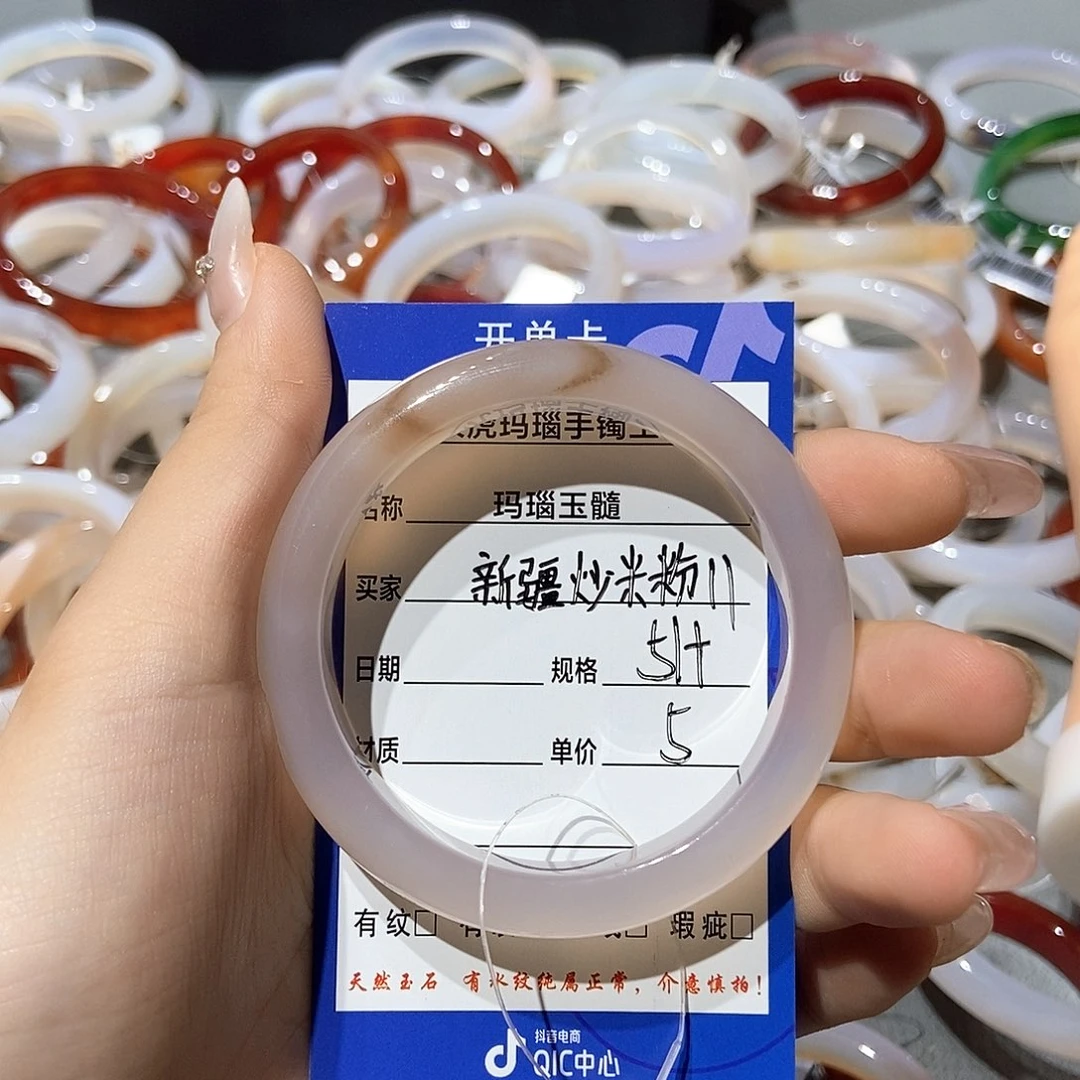 开单卡
虎玛瑙手镯
名称 玛瑙玉髓
买家 新疆炒米粉11
日期 规格 51+
材质 单价 5
有纹□ □ 瑕疵□
天然玉石 有水纹纯属正常，介意慎拍！
抖音电商
QIC中心